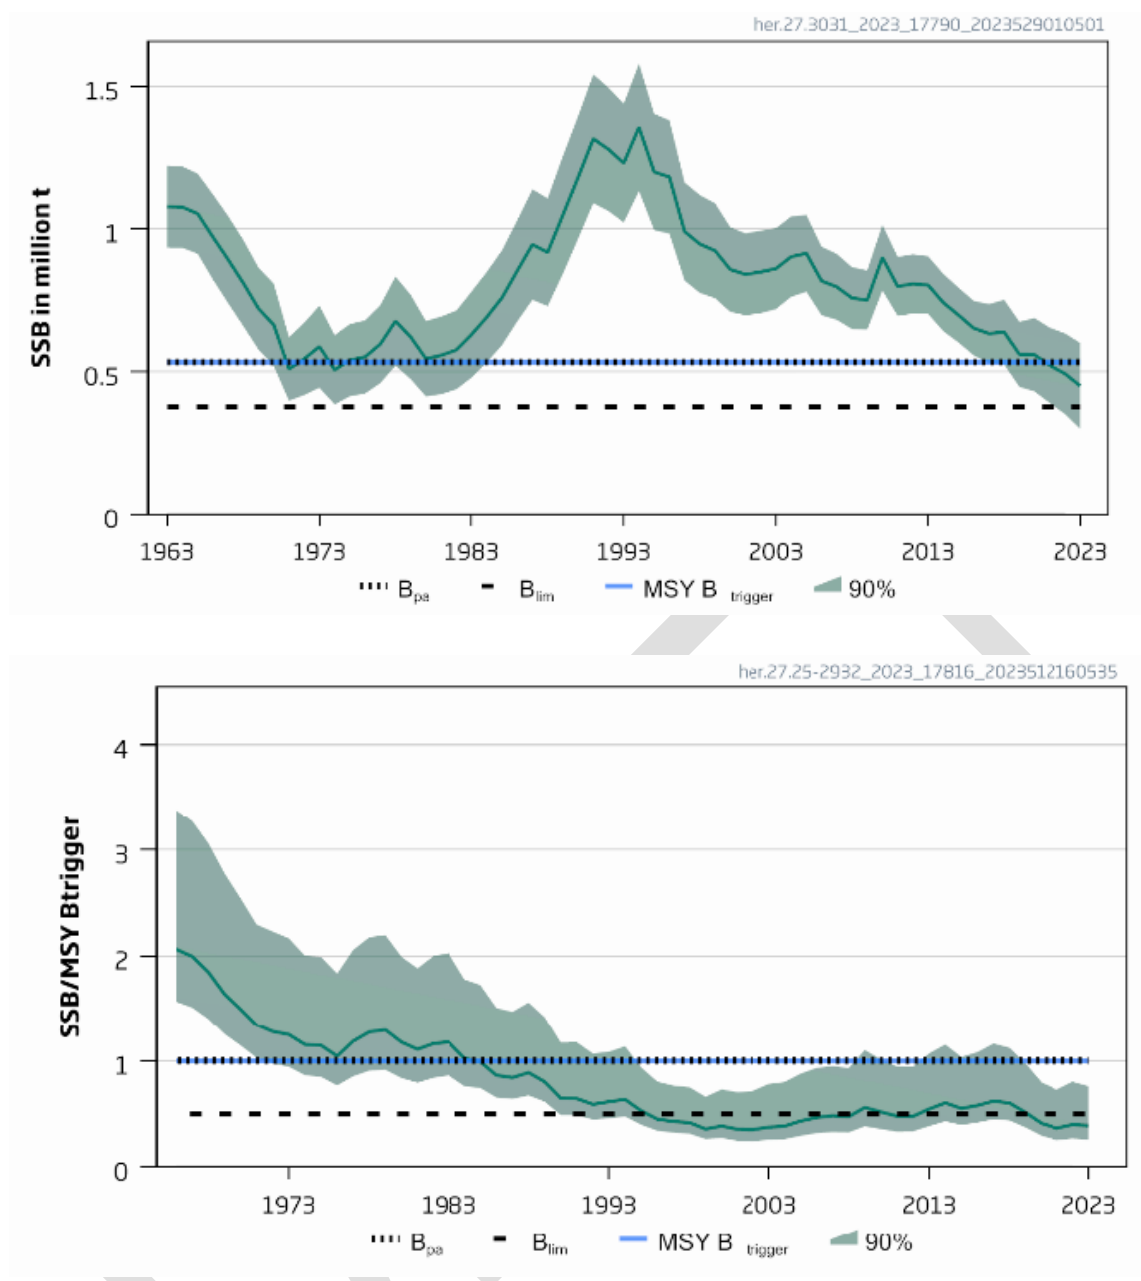 her.27.3031_2023_17790_2023529010501
SSB in million t
1.5
1
0.5
0
1963 1973 1983 1993 2003 2013 2023
Bpa Blim MSY B trigger 90%
her.27.25-2932_2023_17816_2023512160535
SSB/MSY Btrigger
4
3
2
1
0
1973 1983 1993 2003 2013 2023
Bpa Blim MSY B trigger 90%